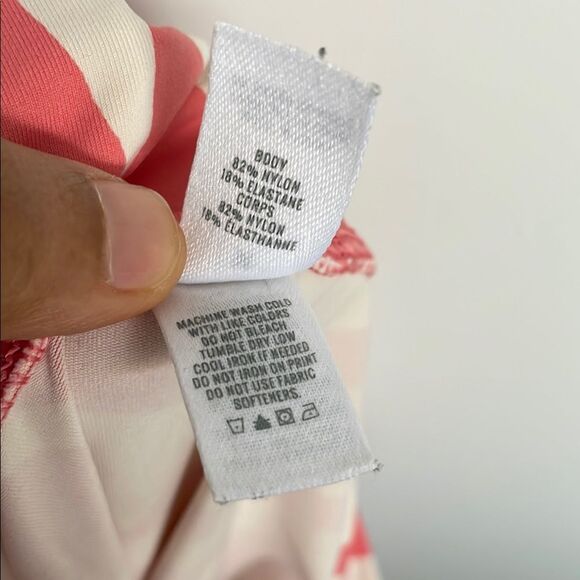 BODY
82% NYLON
18% ELASTANE
CORPS
82% NYLON
18% ELASTHANNE
MACHINE WASH COLD
WITH LIKE COLORS
DO NOT BLEACH
TUMBLE DRY LOW
COOL IRON IF NEEDED
DO NOT IRON ON PRINT
DO NOT USE FABRIC
SOFTENERS.